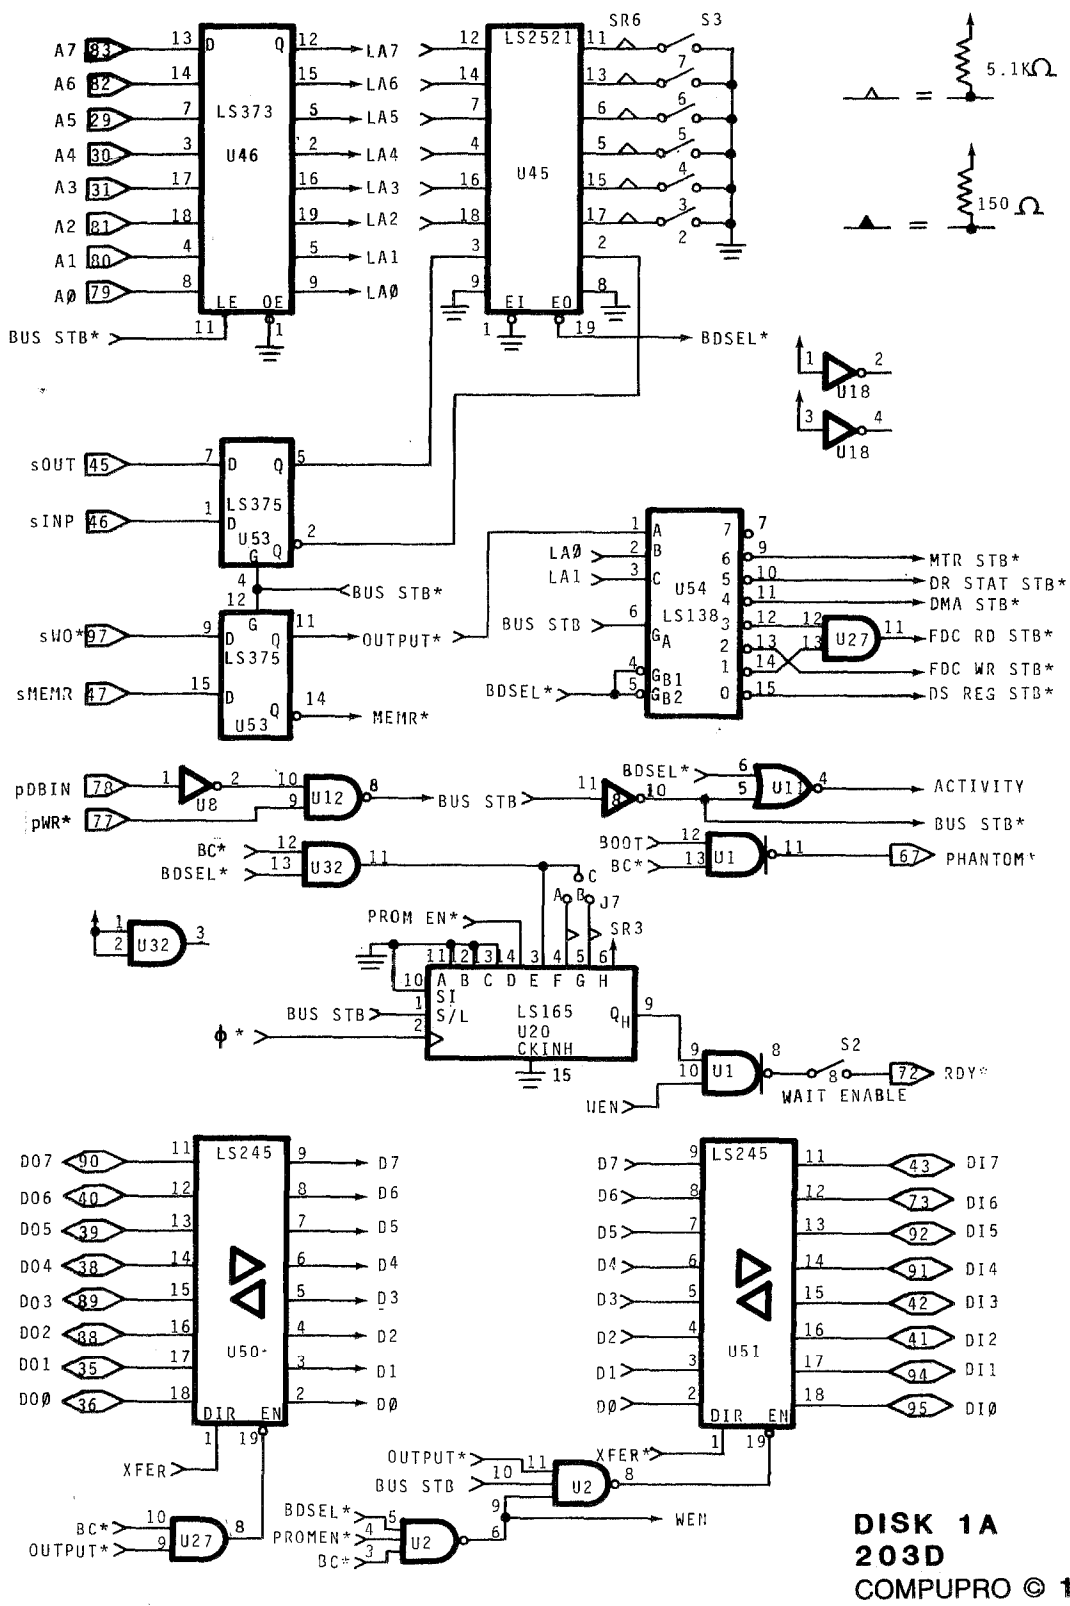 SR6 S3
A7 83 13 D Q 12 LA7 12 LS2521 11
A6 82 14 15 LA6 14 13 7
5.1KΩ
A5 29 7 LS373 5 LA5 7 6 6
A4 30 3 U46 2 LA4 4 5 5
A3 31 17 16 LA3 16 U45 15 4
A2 81 18 19 LA2 18 17 3
2
150 Ω
A1 80 4 5 LA1 3 2
AØ 79 8 9 LAØ 9 8
LE OE EI EO
BUS STB* 11 1 1 19 BDSEL*
1 2
U18
3 4
U18
sOUT 45 7 D Q 5
LS375
sINP 46 1 D U53 2
G Q
4 BUS STB*
12
sWO* 97 9 D G 11 OUTPUT*
LS375
sMEMR 47 15 D Q 14 MEMR*
U53
1 A 7 7
LAØ 2 B 6 9 MTR STB*
LA1 3 C U54 5 10 DR STAT STB*
4 11 DMA STB*
BUS STB 6 GA LS138 3 12 12 U27 11 FDC RD STB*
2 13 13 FDC WR STB*
BDSEL* 4 GB1 1 14
5 GB2 0 15 DS REG STB*
pDBIN 78 1 2 10 U12 8 BUS STB 11 8 10
U8
pWR* 77 9
BDSEL* 6 U11 4 ACTIVITY
5 BUS STB*
BC* 12 U32 11
BDSEL* 13
BOOT 12 U1 11 67 PHANTOM*
BC* 13
C
A B J7
1 U32 3
2
PROM EN* SR3
11 12 13 14 3 4 5 6
10 A B C D E F G H
SI
BUS STB 1 S/L LS165 QH 9
ϕ * 2 U20
CKINH
15
9 U1 8 S2 8 72 RDY*
10
WEN
WAIT ENABLE
DO7 90 11 LS245 9 D7
DO6 40 12 8 D6
DO5 39 13 7 D5
DO4 38 14 6 D4
DO3 89 15 5 D3
DO2 88 16 4 D2
U50
DO1 35 17 3 D1
DOØ 36 18 2 DØ
DIR EN
1 19
XFER
BC* 10 U27 8
OUTPUT* 9
D7 9 LS245 11 43 DI7
D6 8 12 73 DI6
D5 7 13 92 DI5
D4 6 14 91 DI4
D3 5 15 42 DI3
D2 4 16 41 DI2
U51
D1 3 17 94 DI1
DØ 2 18 95 DIØ
DIR EN
XFER* 1 19
OUTPUT* 11
BUS STB 10 U2 8
9
BDSEL* 5
PROMEN* 4 U2 6 WEN
BC* 3
DISK 1A
203D
COMPUPRO © 1